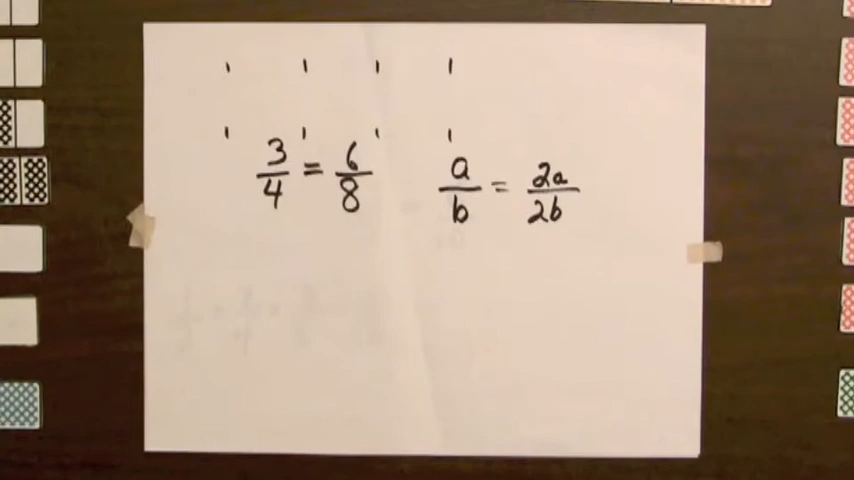 3/4 = 6/8
a/b = 2a/2b